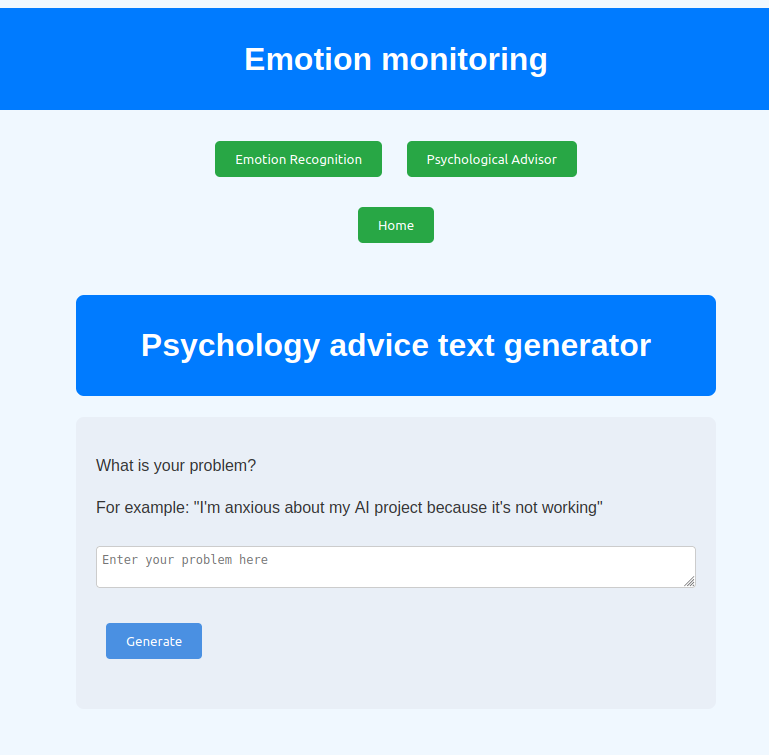 Emotion monitoring
Emotion Recognition
Psychological Advisor
Home
Psychology advice text generator
What is your problem?
For example: "I'm anxious about my AI project because it's not working"
Enter your problem here
Generate